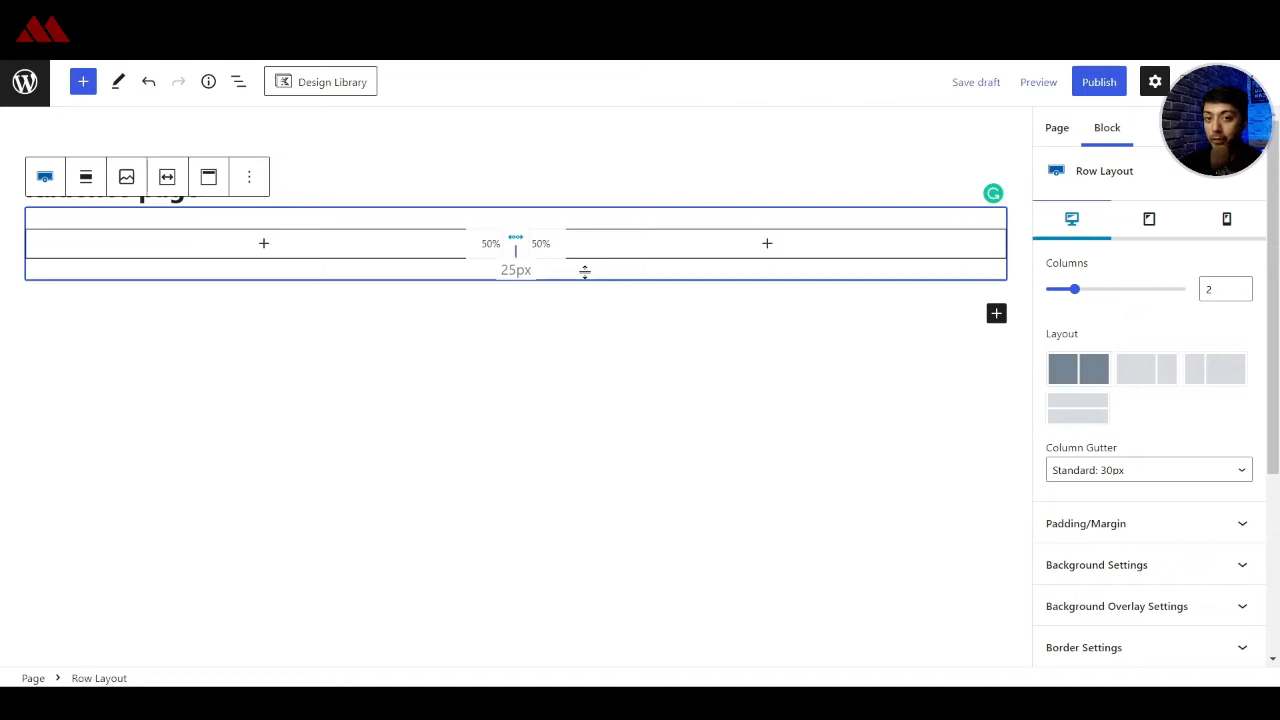 Design Library
Save draft
Preview
Publish
Page
Block
Row Layout
50%
50%
25px
Columns
2
Layout
Column Gutter
Standard: 30px
Padding/Margin
Background Settings
Background Overlay Settings
Border Settings
Page
Row Layout